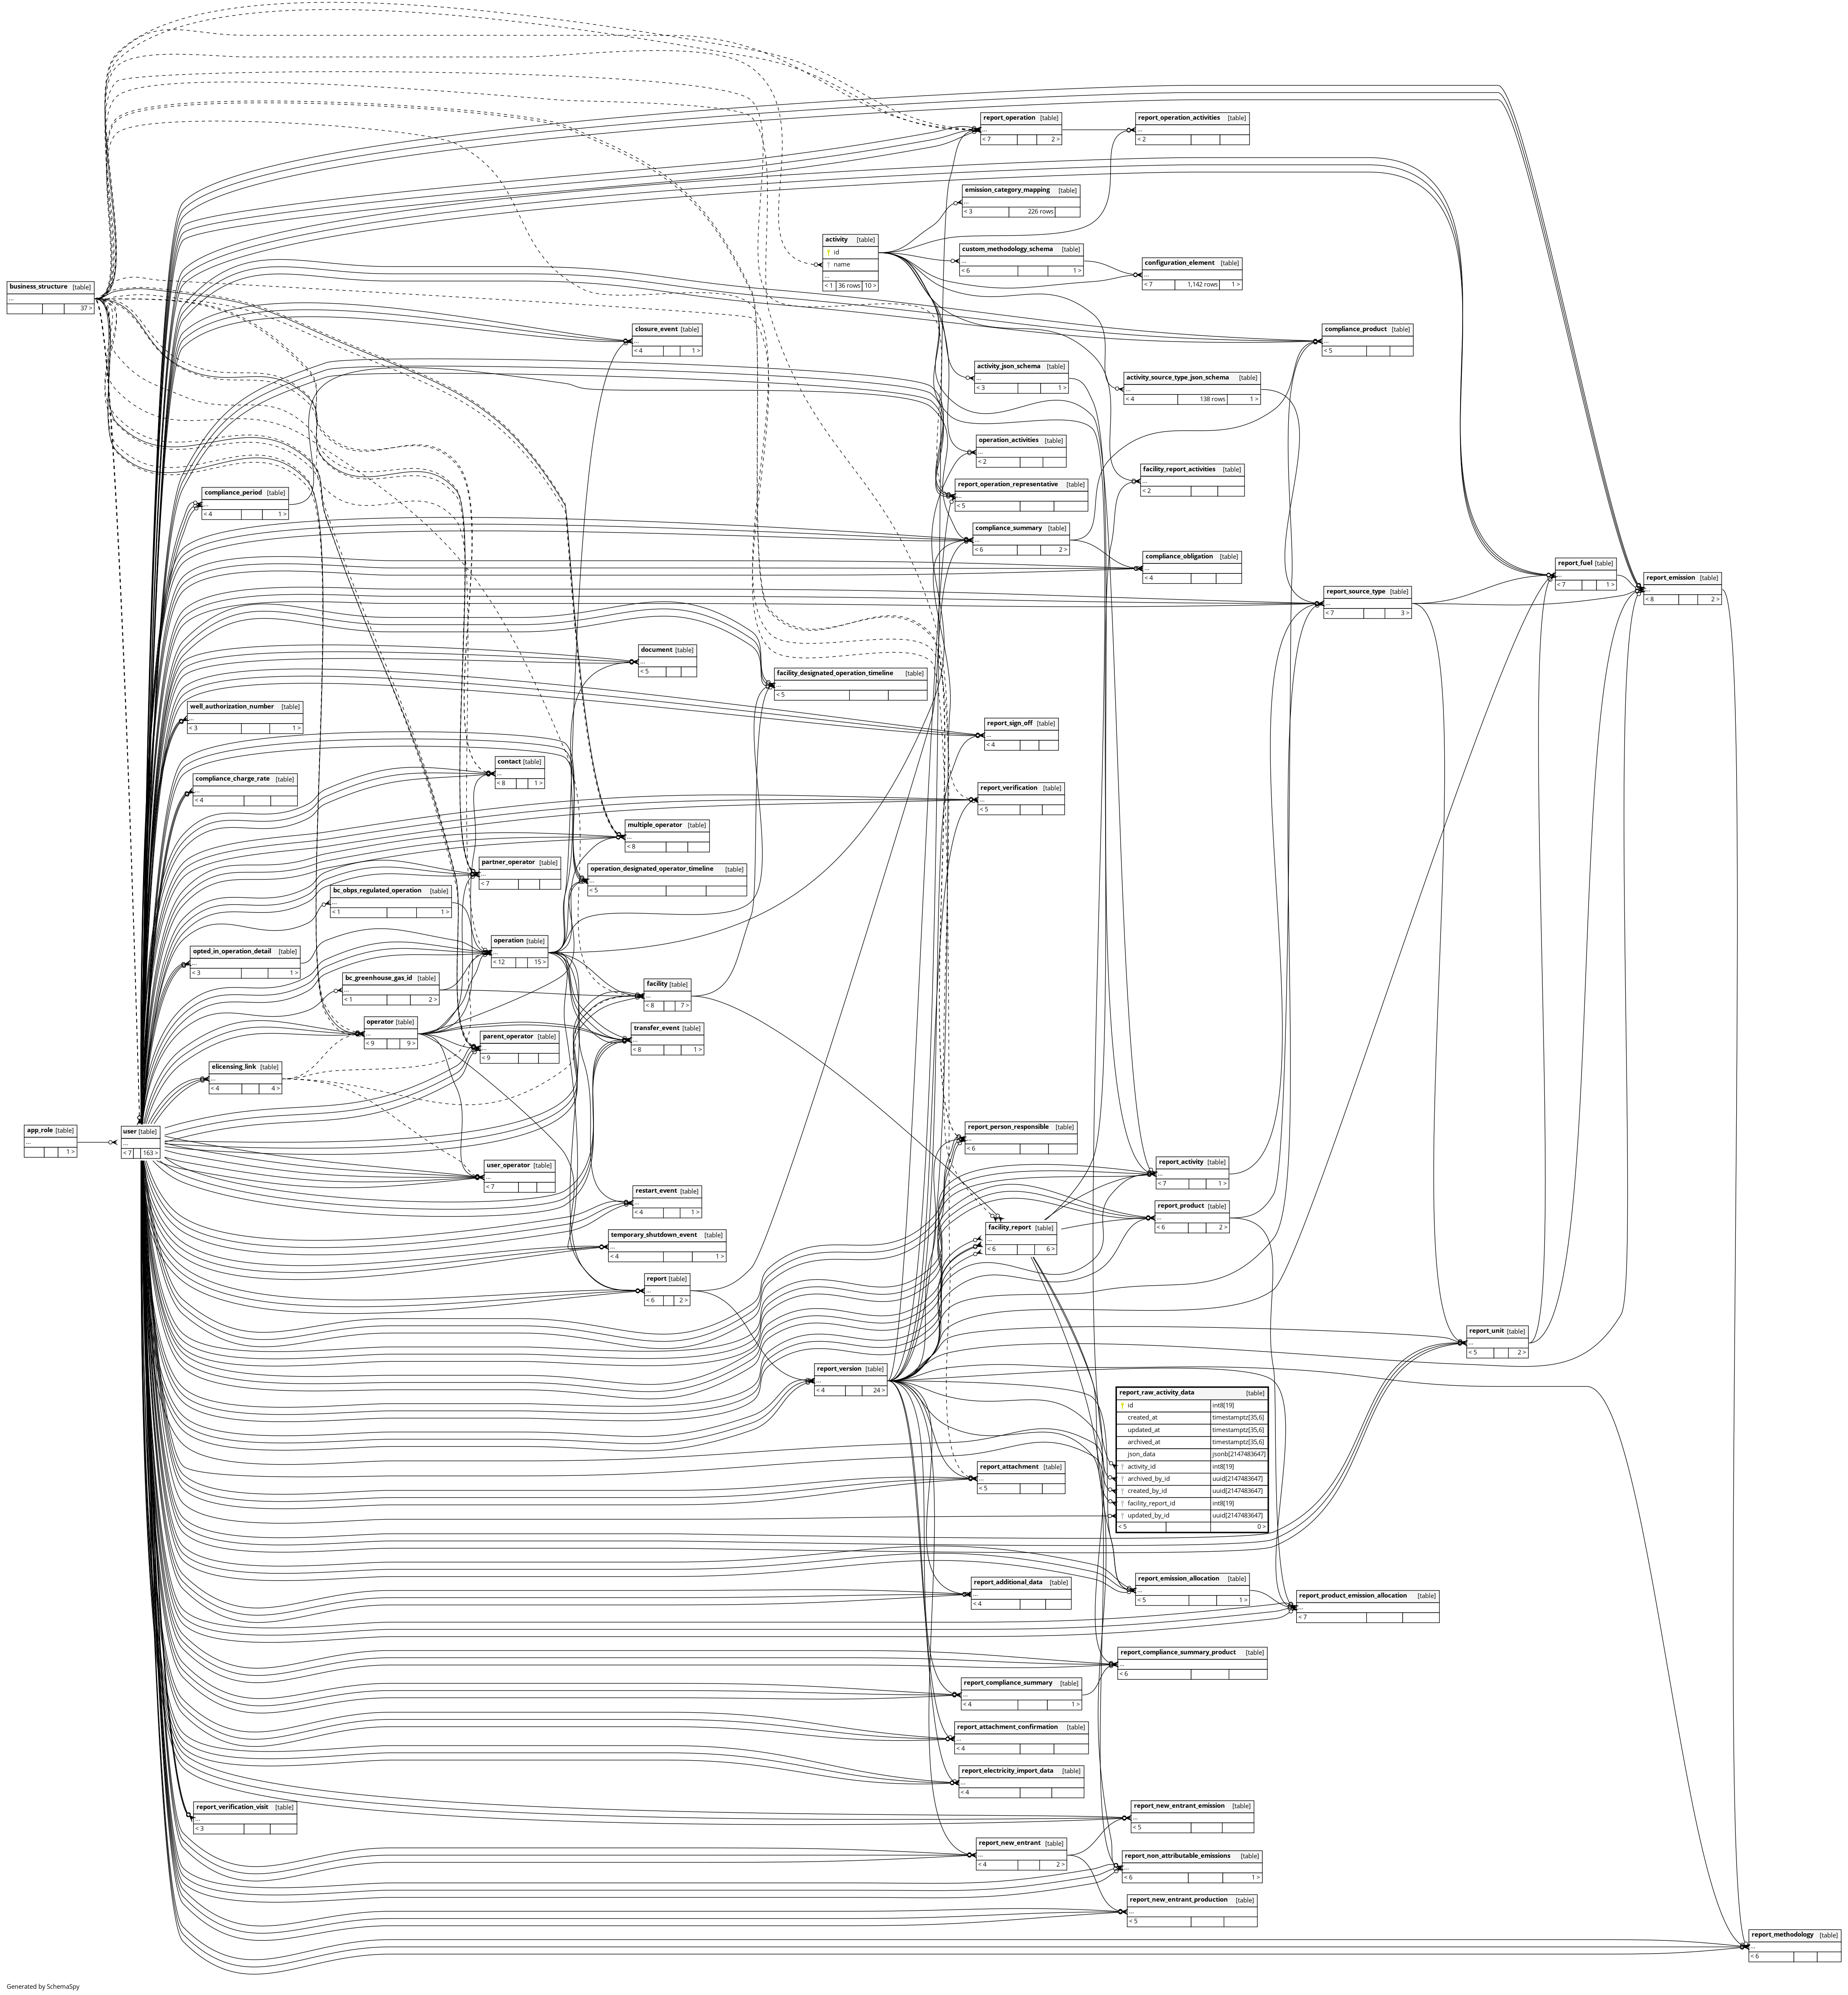 report_operation [table]
...
< 7 2 >
report_operation_activities [table]
...
< 2
emission_category_mapping [table]
...
< 3 226 rows
activity [table]
id
name
...
< 1 36 rows 10 >
custom_methodology_schema [table]
...
< 6 1 >
configuration_element [table]
...
< 7 1,142 rows 1 >
business_structure [table]
...
37 >
closure_event [table]
...
< 4 1 >
compliance_product [table]
...
< 5
activity_json_schema [table]
...
< 3 1 >
activity_source_type_json_schema [table]
...
< 4 138 rows 1 >
operation_activities [table]
...
< 2
facility_report_activities [table]
...
< 2
compliance_period [table]
...
< 4 1 >
report_operation_representative [table]
...
< 5
compliance_summary [table]
...
< 6 2 >
compliance_obligation [table]
...
< 4
report_fuel [table]
...
< 7 1 >
report_emission [table]
...
< 8 2 >
report_source_type [table]
...
< 7 3 >
document [table]
...
< 5
facility_designated_operation_timeline [table]
...
< 5
well_authorization_number [table]
...
< 3 1 >
report_sign_off [table]
...
< 4
contact [table]
...
< 8 1 >
compliance_charge_rate [table]
...
< 4
report_verification [table]
...
< 5
multiple_operator [table]
...
< 8
partner_operator [table]
...
< 7
operation_designated_operator_timeline [table]
...
< 5
bc_obps_regulated_operation [table]
...
< 1 1 >
operation [table]
...
< 12 15 >
opted_in_operation_detail [table]
...
< 3 1 >
bc_greenhouse_gas_id [table]
...
< 1 2 >
facility [table]
...
< 8 7 >
operator [table]
...
< 9 9 >
transfer_event [table]
...
< 8 1 >
parent_operator [table]
...
< 9
elicensing_link [table]
...
< 4 4 >
app_role [table]
...
1 >
user [table]
...
< 7 163 >
report_person_responsible [table]
...
< 6
user_operator [table]
...
< 7
report_activity [table]
...
< 7 1 >
restart_event [table]
...
< 4 1 >
report_product [table]
...
< 6 2 >
facility_report [table]
...
< 6 6 >
temporary_shutdown_event [table]
...
< 4 1 >
report [table]
...
< 6 2 >
report_unit [table]
...
< 5 2 >
report_version [table]
...
< 4 24 >
report_raw_activity_data [table]
id int8[19]
created_at timestamptz[35,6]
updated_at timestamptz[35,6]
archived_at timestamptz[35,6]
json_data jsonb[2147483647]
activity_id int8[19]
archived_by_id uuid[2147483647]
created_by_id uuid[2147483647]
facility_report_id int8[19]
updated_by_id uuid[2147483647]
< 5 0 >
report_attachment [table]
...
< 5
report_emission_allocation [table]
...
< 5 1 >
report_additional_data [table]
...
< 4
report_product_emission_allocation [table]
...
< 7
report_compliance_summary_product [table]
...
< 6
report_compliance_summary [table]
...
< 4 1 >
report_attachment_confirmation [table]
...
< 4
report_electricity_import_data [table]
...
< 4
report_verification_visit [table]
...
< 3
report_new_entrant_emission [table]
...
< 5
report_new_entrant [table]
...
< 4 2 >
report_non_attributable_emissions [table]
...
< 6 1 >
report_new_entrant_production [table]
...
< 5
report_methodology [table]
...
< 6
Generated by SchemaSpy